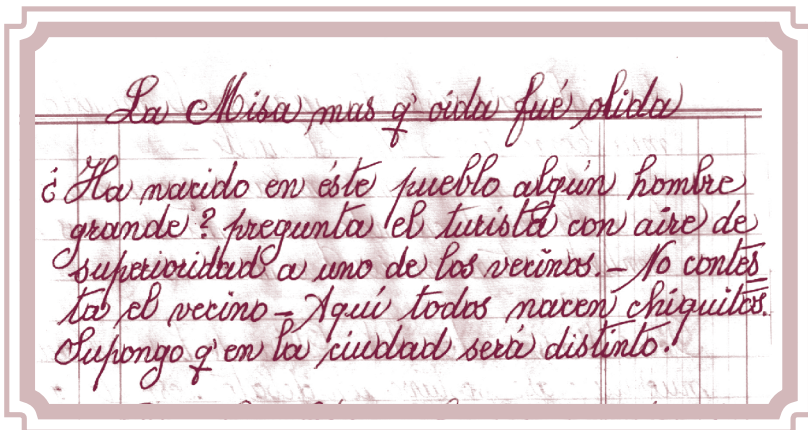 La Misa mas q' oida fué olida
¿Ha nacido en éste pueblo algún hombre
grande? pregunta el turista con aire de
superioridad a uno de los vecinos.- No contes
ta el vecino - Aquí todos nacen chiquitos.
Supongo q' en la ciudad será distinto.